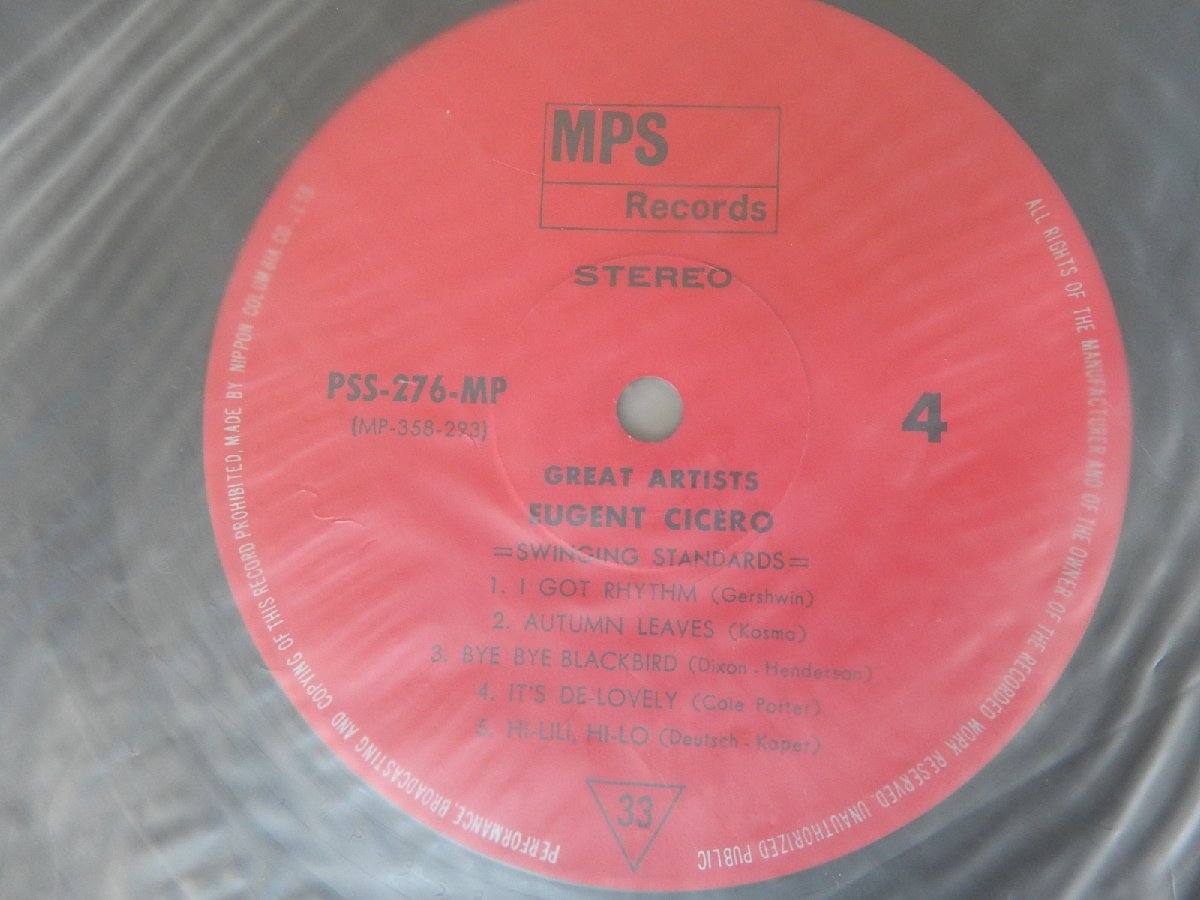 MPS
Records
STEREO
PSS-276-MP
(MP-358-293)
4
GREAT ARTISTS
EUGENT CICERO
=SWINGING STANDARDS=
1. I GOT RHYTHM (Gershwin)
2. AUTUMN LEAVES (Kosma)
3. BYE BYE BLACKBIRD (Dixon - Henderson)
4. IT'S DE-LOVELY (Cole Porter)
5. HI-LILI, HI-LO (Deutsch - Kaper)
33
ALL RIGHTS OF THE MANUFACTURER AND OF THE OWNER OF THE RECORDED WORK RESERVED. UNAUTHORIZED PUBLIC PERFORMANCE, BROADCASTING AND COPYING OF THIS RECORD PROHIBITED, MADE BY NIPPON COLUMBIA CO., LTD